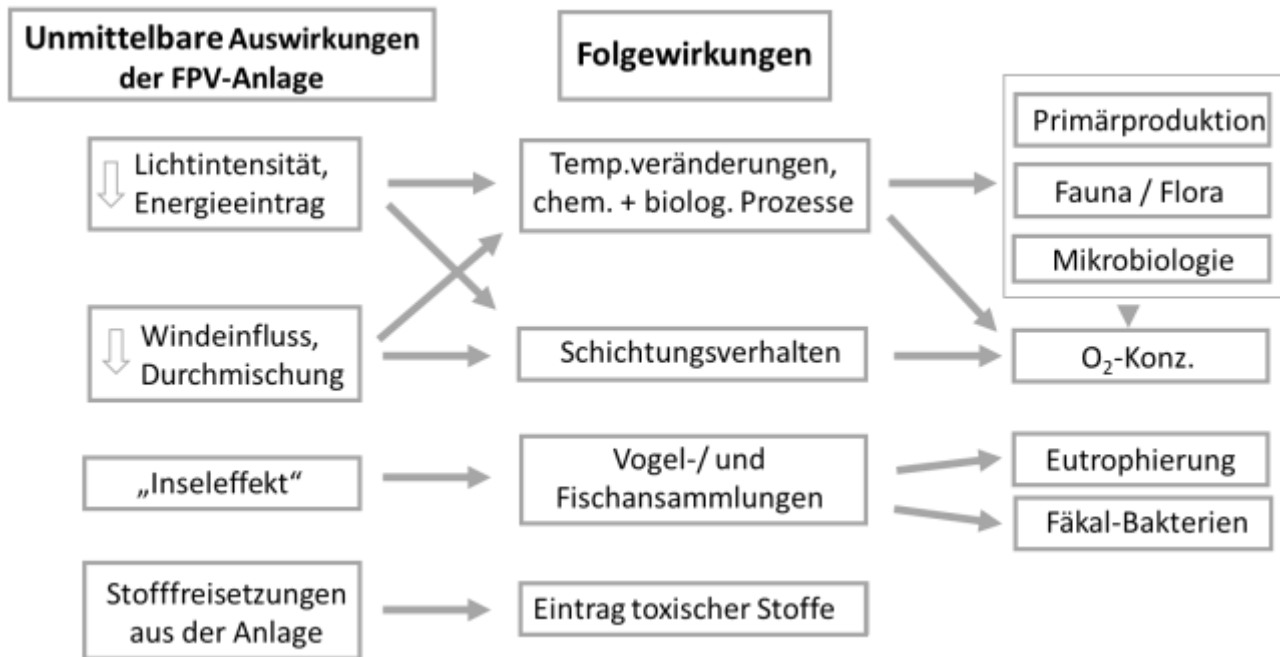 Unmittelbare Auswirkungen
der FPV-Anlage
Folgewirkungen
Lichtintensität,
Energieeintrag
Temp.veränderungen,
chem. + biolog. Prozesse
Primärproduktion
Fauna / Flora
Mikrobiologie
Windeinfluss,
Durchmischung
Schichtungsverhalten
O₂-Konz.
„Inseleffekt“
Vogel-/ und
Fischansammlungen
Eutrophierung
Fäkal-Bakterien
Stofffreisetzungen
aus der Anlage
Eintrag toxischer Stoffe